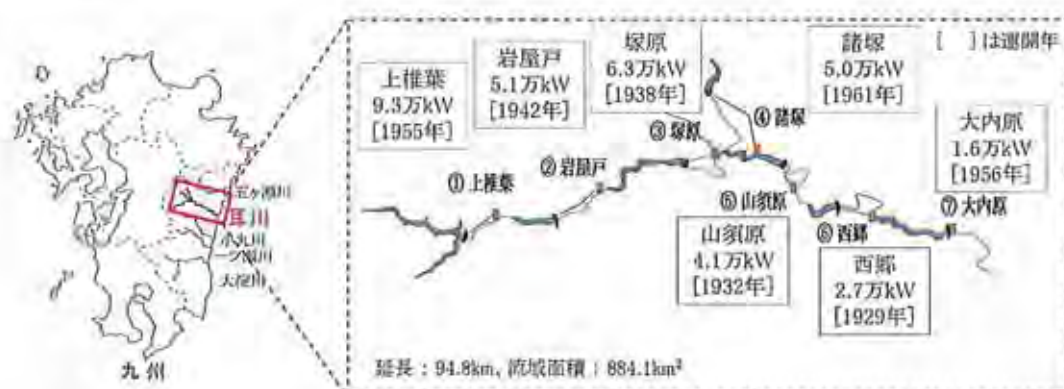 上椎葉
9.3万kW
[1955年]
岩屋戸
5.1万kW
[1942年]
塚原
6.3万kW
[1938年]
諸塚
5.0万kW
[1961年]
[　]は運開年
大内原
1.6万kW
[1956年]
④諸塚
③塚原
②岩屋戸
①上椎葉
⑤山須原
⑦大内原
⑥西郷
山須原
4.1万kW
[1932年]
西郷
2.7万kW
[1929年]
五ヶ瀬川
耳川
小丸川
一ツ瀬川
大淀川
九州
延長：94.8km，流域面積：884.1km²